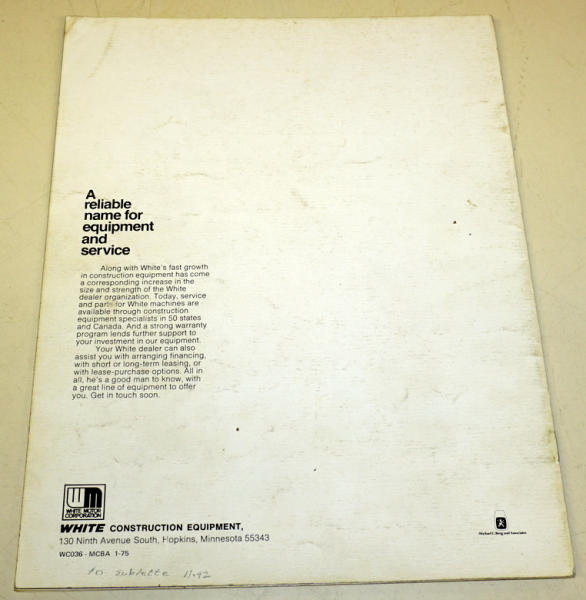 A
reliable
name for
equipment
and
service
Along with White's fast growth
in construction equipment has come
a corresponding increase in the
size and strength of the White
dealer organization. Today, service
and parts for White machines are
available through construction
equipment specialists in 50 states
and Canada. And a strong warranty
program lends further support to
your investment in our equipment.
Your White dealer can also
assist you with arranging financing,
with short or long-term leasing, or
with lease-purchase options. All in
all, he's a good man to know, with
a great line of equipment to offer
you. Get in touch soon.
WM
WHITE MOTOR
CORPORATION
WHITE CONSTRUCTION EQUIPMENT,
130 Ninth Avenue South, Hopkins, Minnesota 55343
WC036 - MCBA 1-75
Michael C. Berg and Associates